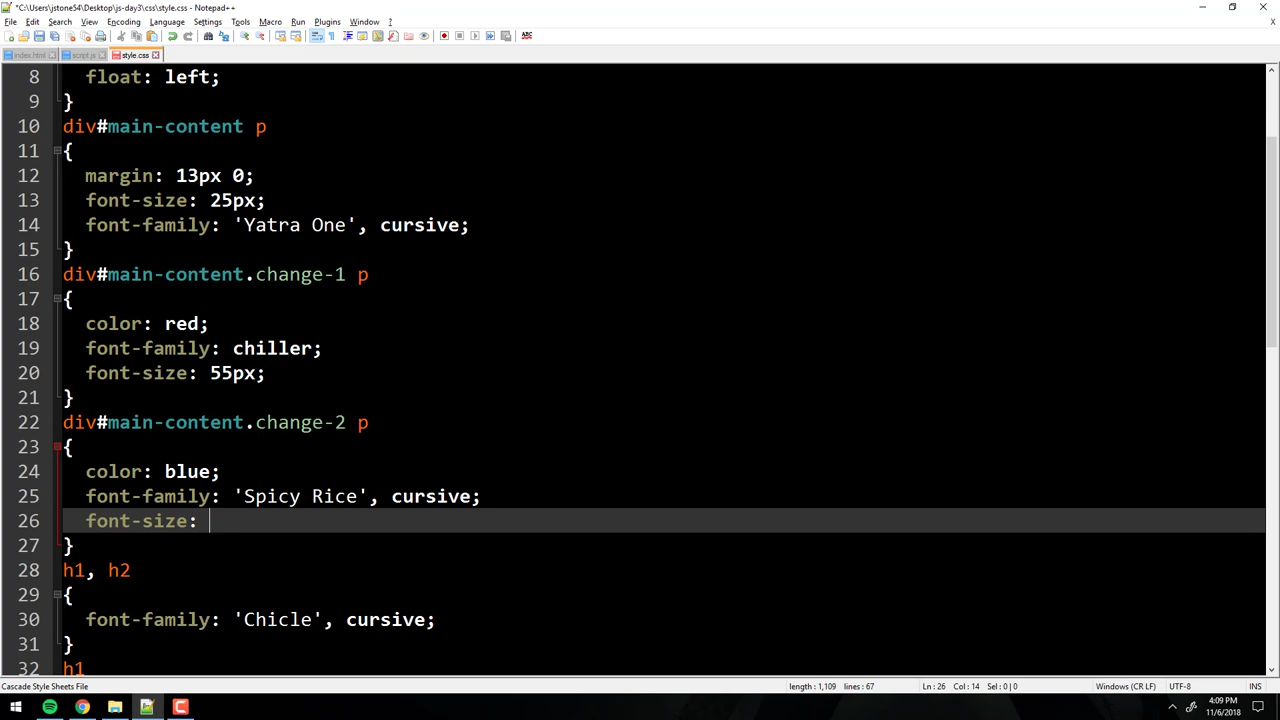 *C:\Users\jstone54\Desktop\js-day3\css\style.css - Notepad++
File Edit Search View Encoding Language Settings Tools Macro Run Plugins Window ? X
index.html script.js style.css
8 float: left;
9 }
10 div#main-content p
11 {
12 margin: 13px 0;
13 font-size: 25px;
14 font-family: 'Yatra One', cursive;
15 }
16 div#main-content.change-1 p
17 {
18 color: red;
19 font-family: chiller;
20 font-size: 55px;
21 }
22 div#main-content.change-2 p
23 {
24 color: blue;
25 font-family: 'Spicy Rice', cursive;
26 font-size:
27 }
28 h1, h2
29 {
30 font-family: 'Chicle', cursive;
31 }
32 h1
Cascade Style Sheets File length : 1,109 lines : 67 Ln : 26 Col : 14 Sel : 0 | 0 Windows (CR LF) UTF-8 INS
4:09 PM
11/6/2018